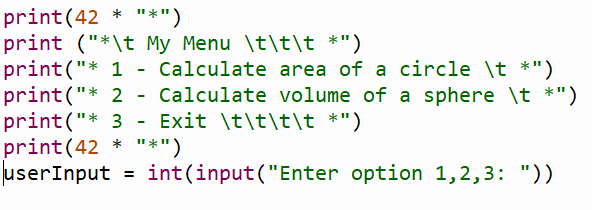 print(42 * "*")
print ("*\t My Menu \t\t\t *")
print("* 1 - Calculate area of a circle \t *")
print("* 2 - Calculate volume of a sphere \t *")
print("* 3 - Exit \t\t\t\t *")
print(42 * "*")
userInput = int(input("Enter option 1,2,3: "))